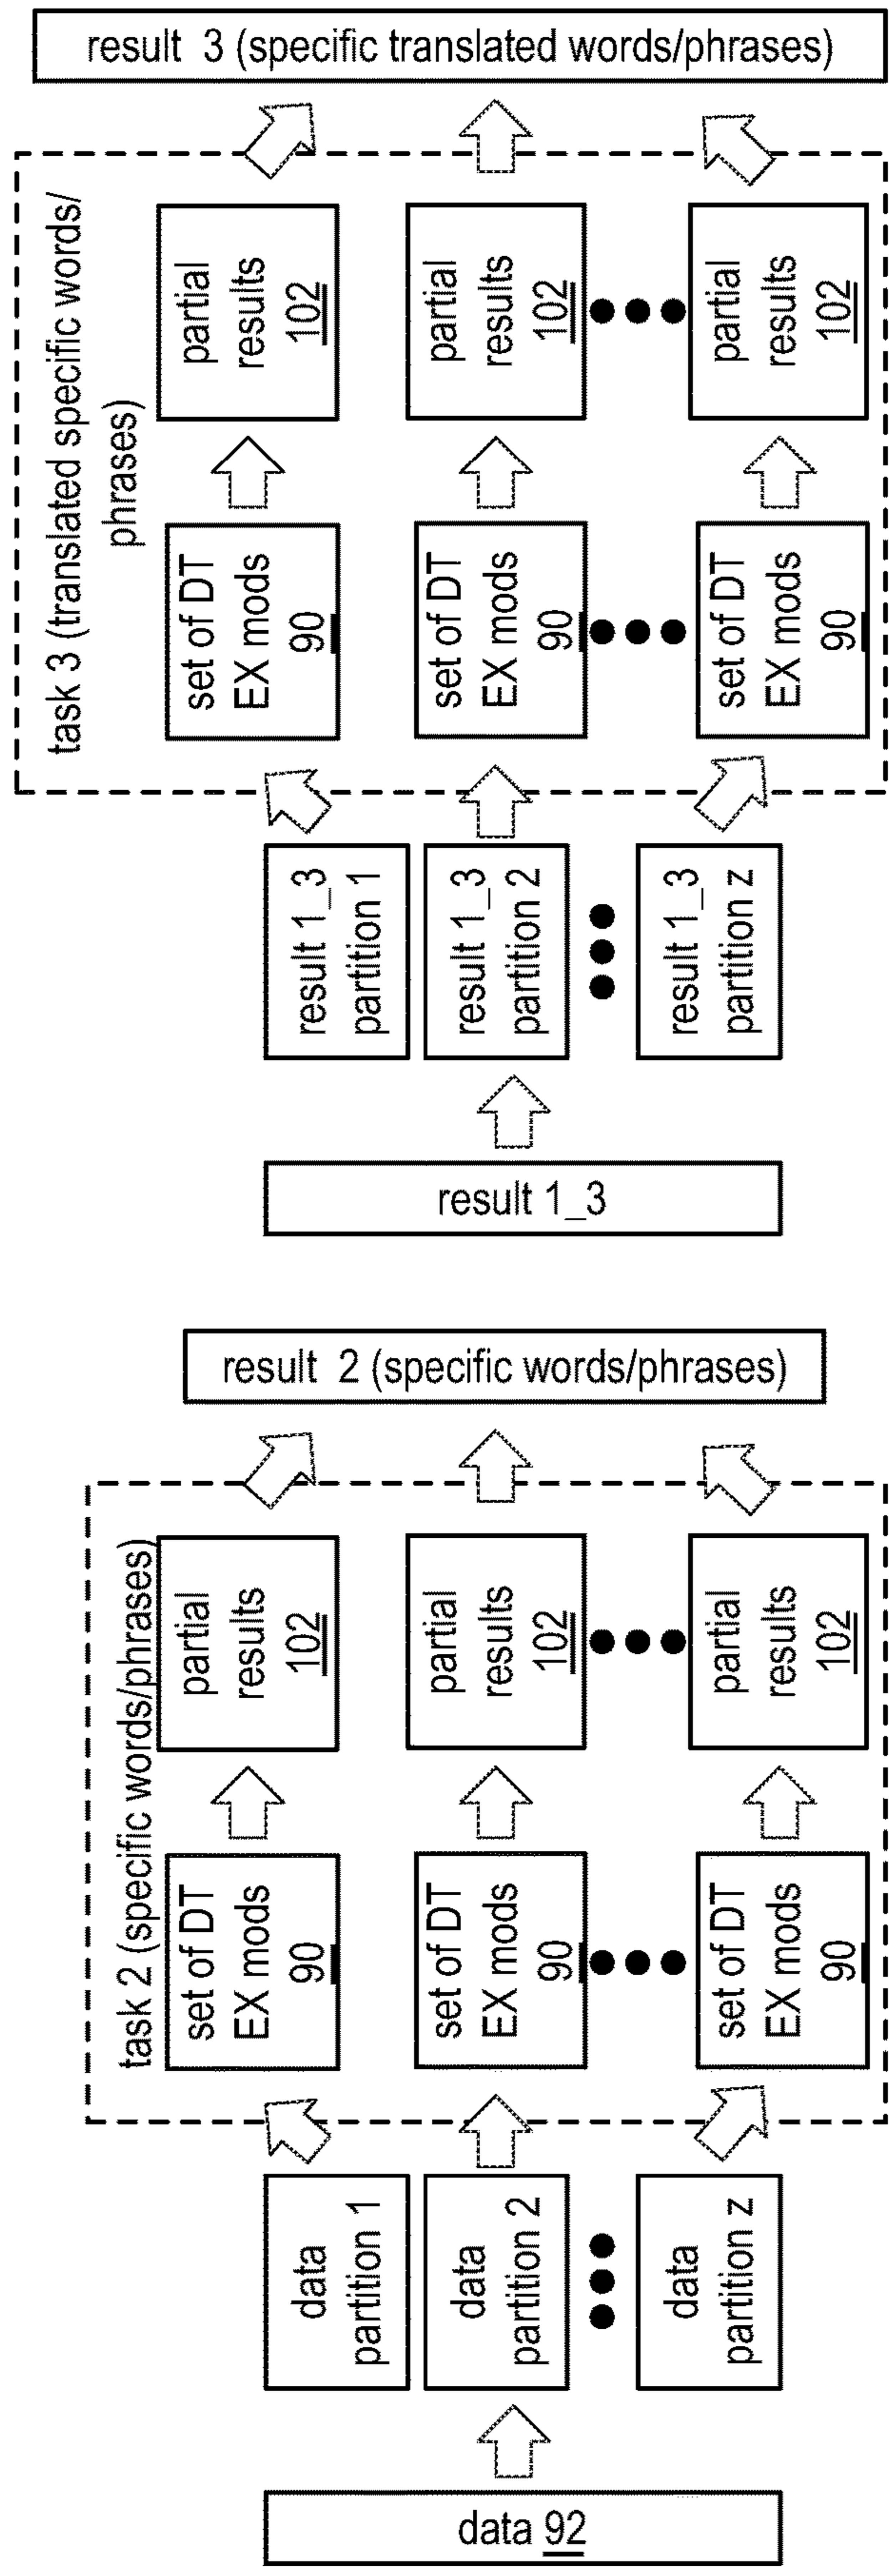 data 92
data
partition 1
data
partition 2
data
partition z
task 2 (specific words/phrases)
set of DT
EX mods
90
set of DT
EX mods
90
set of DT
EX mods
90
partial
results
102
partial
results
102
partial
results
102
result 2 (specific words/phrases)
result 1_3
result 1_3
partition 1
result 1_3
partition 2
result 1_3
partition z
task 3 (translated specific words/
phrases)
set of DT
EX mods
90
set of DT
EX mods
90
set of DT
EX mods
90
partial
results
102
partial
results
102
partial
results
102
result 3 (specific translated words/phrases)